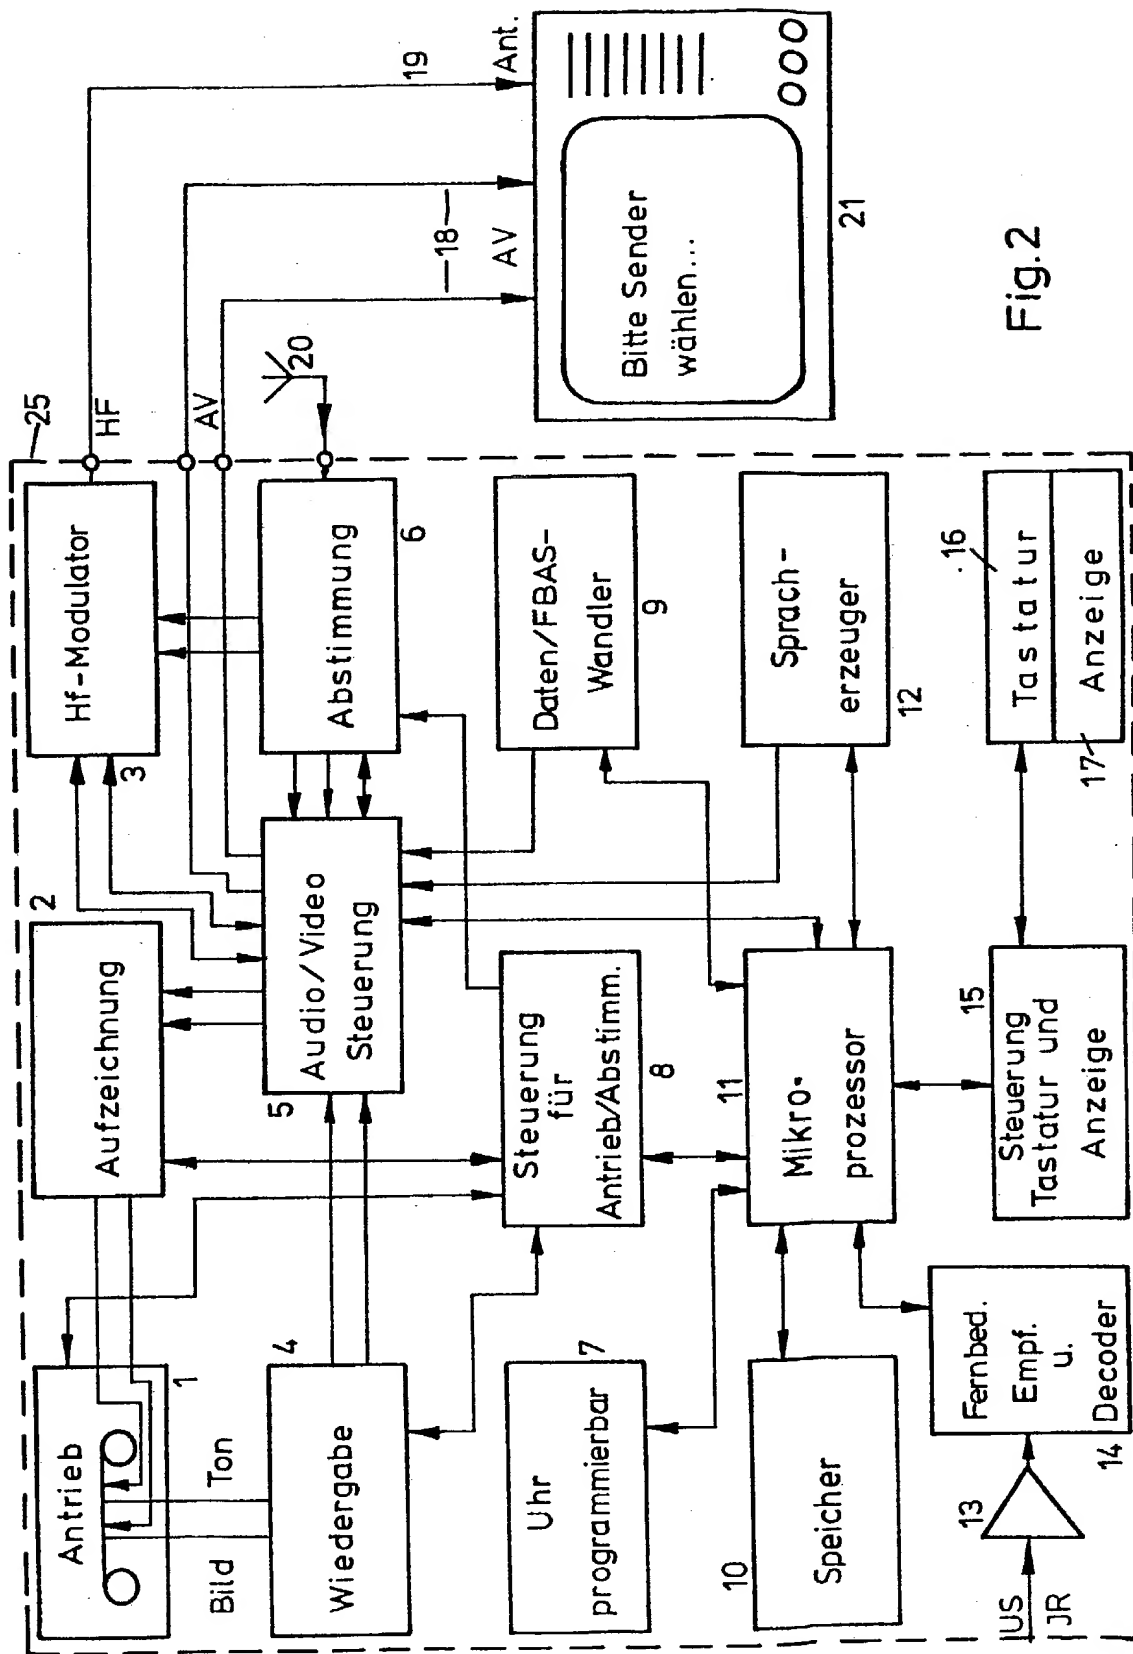 Antrieb
1
Bild
Ton
Aufzeichnung
2
Hf-Modulator
3
25
HF
AV
19
Ant.
Wiedergabe
4
Audio/Video
Steuerung
5
Abstimmung
6
20
—18—
AV
Bitte Sender
wählen...
21
Uhr
programmierbar
7
Steuerung
für
Antrieb/Abstimm.
8
Daten/FBAS-
Wandler
9
Speicher
10
Mikro-
prozessor
11
Sprach-
erzeuger
12
US
JR
13
Fernbed.
Empf.
u.
Decoder
14
Steuerung
Tastatur und
Anzeige
15
Tastatur
16
Anzeige
17
Fig.2